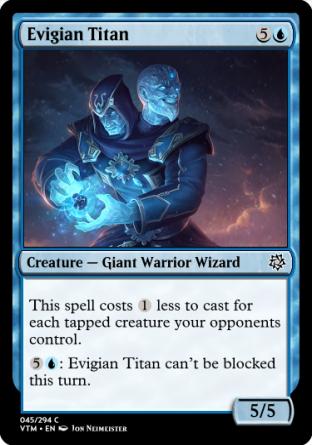 Evigian Titan 5
Creature — Giant Warrior Wizard
This spell costs 1 less to cast for
each tapped creature your opponents
control.
5: Evigian Titan can't be blocked
this turn.
5/5
045/294 C
VTM • EN Jon Neimeister